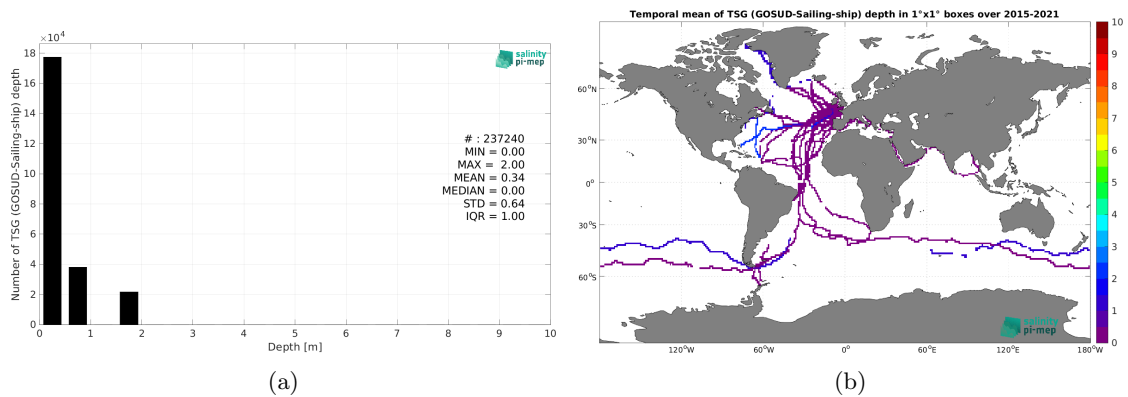 ×10⁴
18
16
14
12
10
8
6
4
2
0
Number of TSG (GOSUD-Sailing-ship) depth
0 1 2 3 4 5 6 7 8 9 10
Depth [m]
salinity
pi-mep
# : 237240
MIN = 0.00
MAX = 2.00
MEAN = 0.34
MEDIAN = 0.00
STD = 0.64
IQR = 1.00
(a)
Temporal mean of TSG (GOSUD-Sailing-ship) depth in 1°x1° boxes over 2015-2021
60°N
30°N
0°
30°S
60°S
120°W 60°W 0° 60°E 120°E 180°W
salinity
pi-mep
10
9
8
7
6
5
4
3
2
1
0
(b)